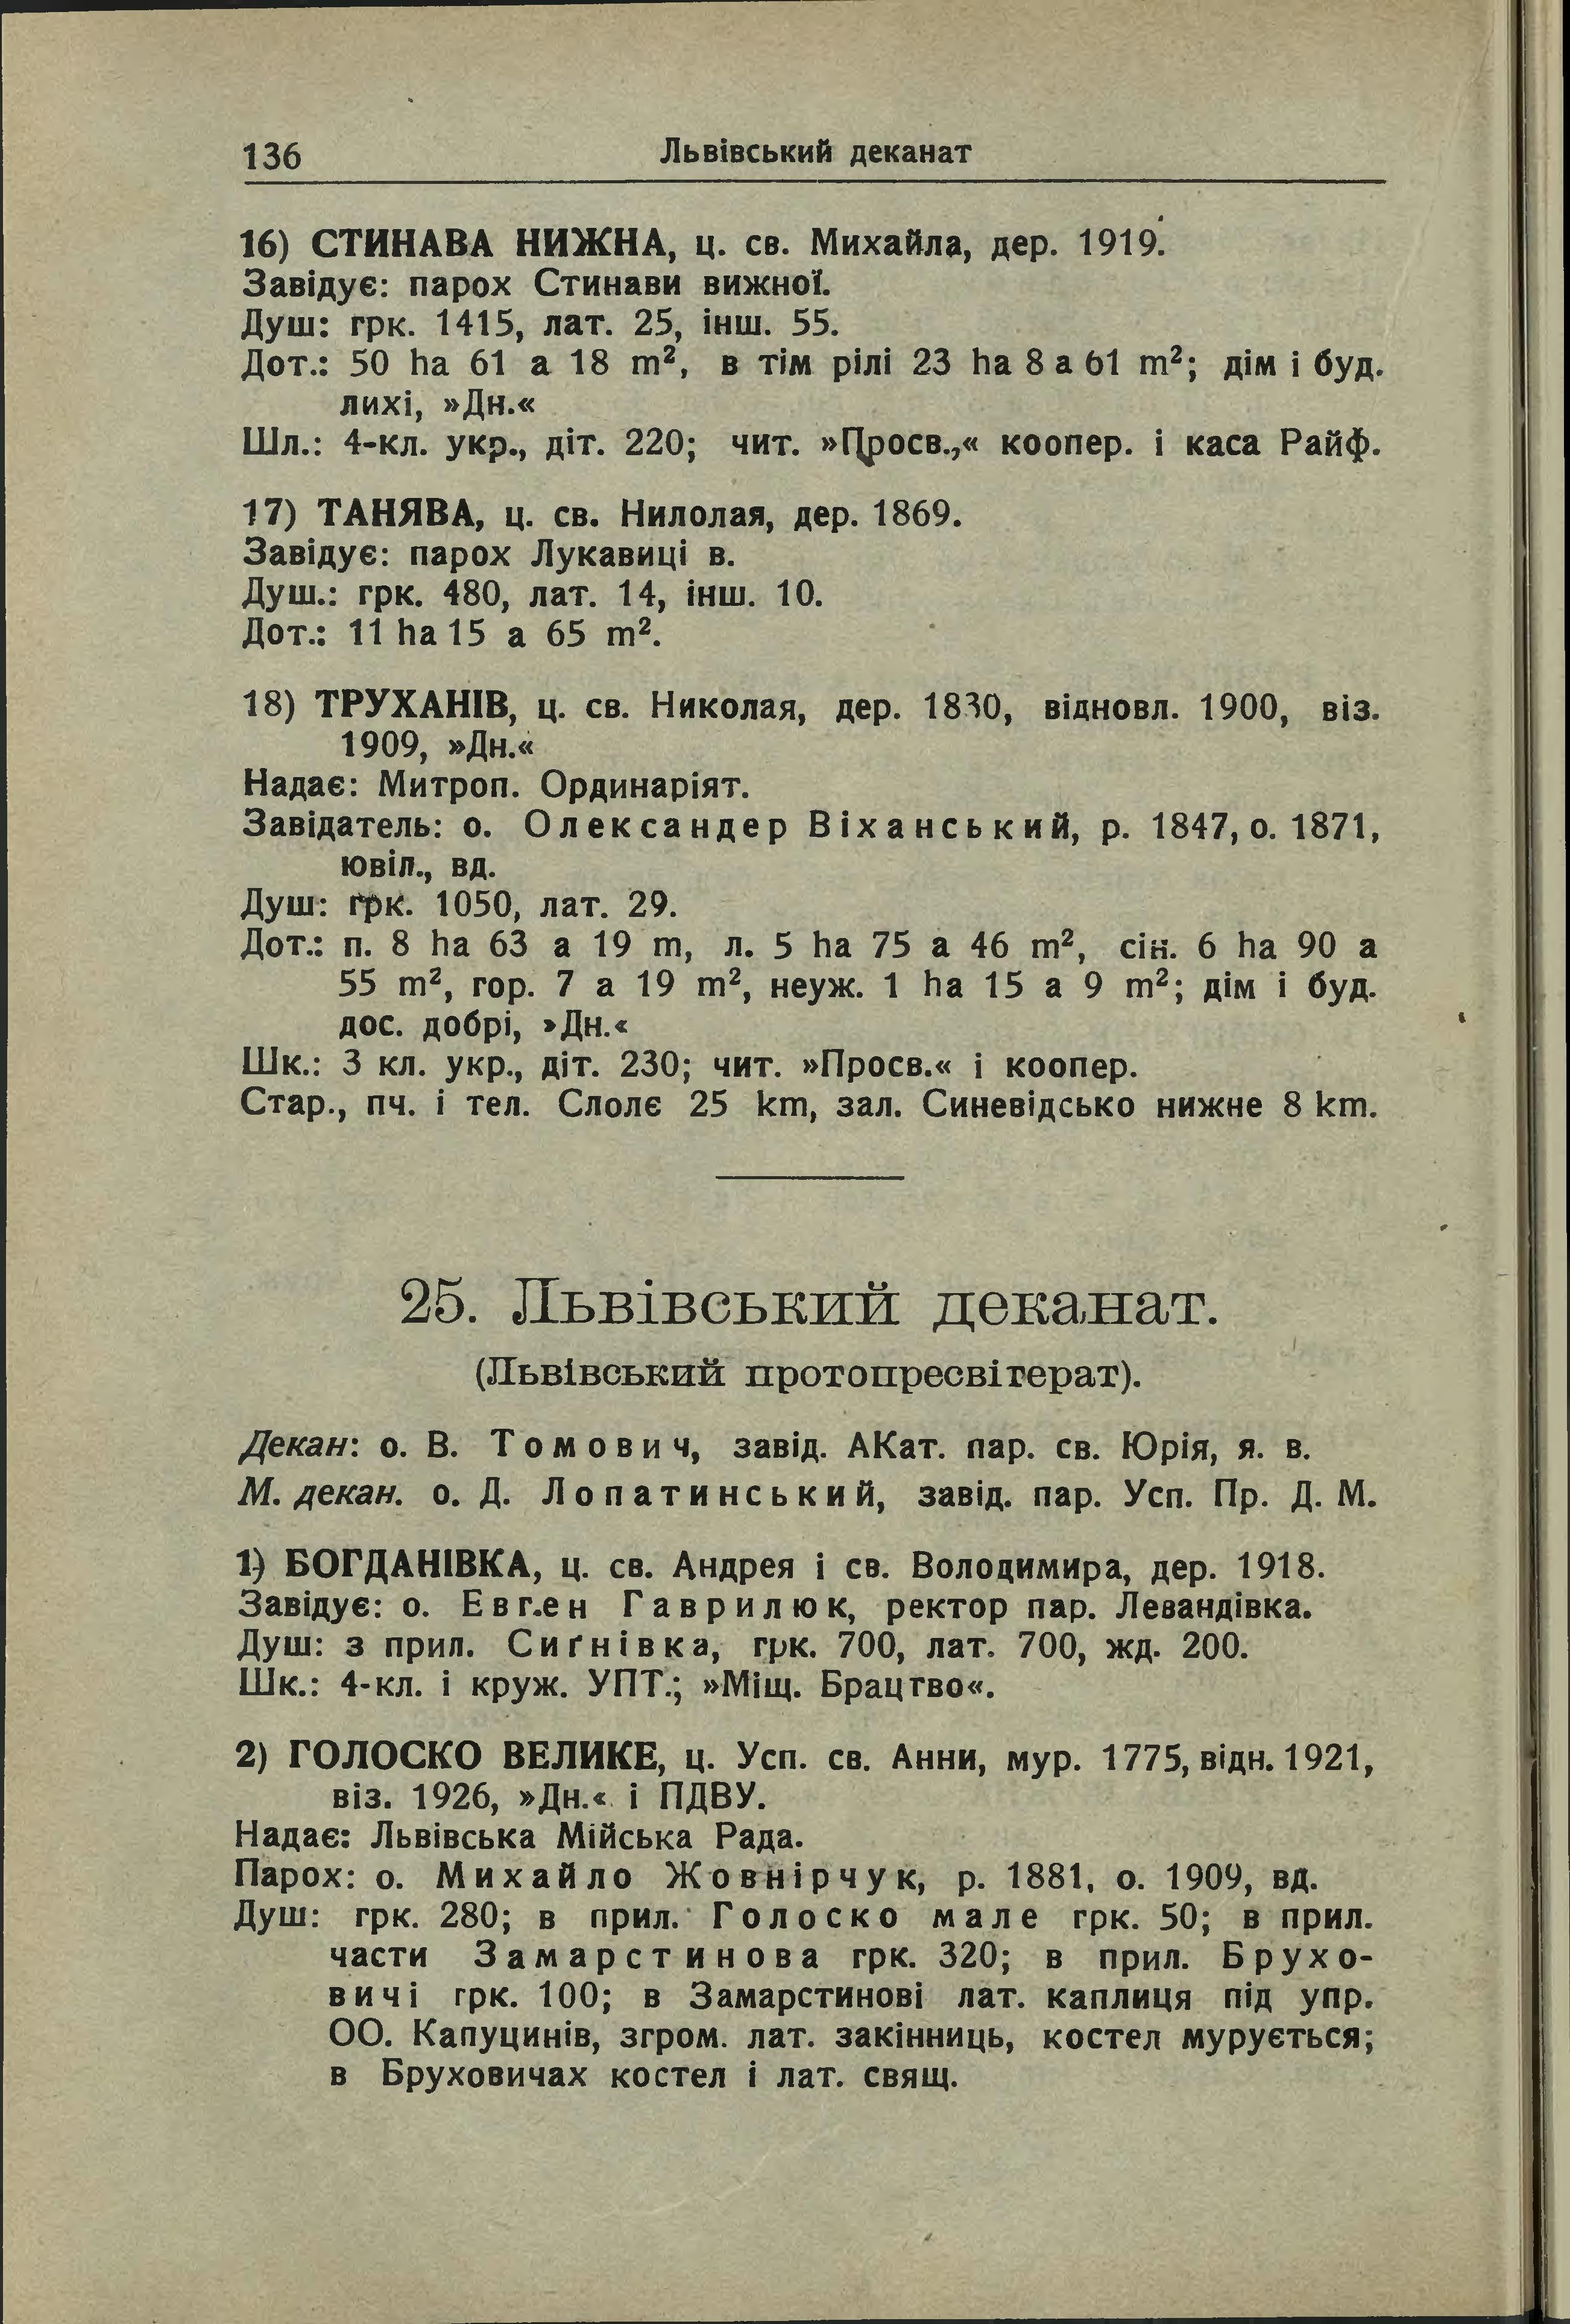 136
Львівський деканат
16) СТИНАВА НИЖНА, ц. св. Михайла, дер. 1919.
Завідує: парох Стинави вижної.
Душ: грк. 1415, лат. 25, інш. 55.
Дот.: 50 ha 61 a 18 m², в тім рілі 23 ha 8 a 61 m²; дім і буд.
лихі, »Дн.«
Шл.: 4-кл. укр., діт. 220; чит. »Просв.,« коопер. і каса Райф.
17) ТАНЯВА, ц. св. Нилолая, дер. 1869.
Завідує: парох Лукавиці в.
Душ.: грк. 480, лат. 14, інш. 10.
Дот.: 11 ha 15 a 65 m².
18) ТРУХАНІВ, ц. св. Николая, дер. 1830, відновл. 1900, віз.
1909, »Дн.«
Надає: Митроп. Ординаріят.
Завідатель: о. Олександер Віханський, р. 1847, о. 1871,
ювіл., вд.
Душ: грк. 1050, лат. 29.
Дот.: п. 8 ha 63 a 19 m, л. 5 ha 75 a 46 m², сін. 6 ha 90 a
55 m², гор. 7 a 19 m², неуж. 1 ha 15 a 9 m²; дім і буд.
дос. добрі, »Дн.«
Шк.: 3 кл. укр., діт. 230; чит. »Просв.« і коопер.
Стар., пч. і тел. Слолє 25 km, зал. Синевідсько нижне 8 km.
25. Львівський деканат.
(Львівський протопресвітерат).
Декан: о. В. Томович, завід. АКат. пар. св. Юрія, я. в.
М. декан. о. Д. Лопатинський, завід. пар. Усп. Пр. Д. М.
1) БОГДАНІВКА, ц. св. Андрея і св. Володимира, дер. 1918.
Завідує: о. Евген Гаврилюк, ректор пар. Левандівка.
Душ: з прил. Сиґнівка, грк. 700, лат. 700, жд. 200.
Шк.: 4-кл. і круж. УПТ.; »Міщ. Брацтво«.
2) ГОЛОСКО ВЕЛИКЕ, ц. Усп. св. Анни, мур. 1775, відн. 1921,
віз. 1926, »Дн.« і ПДВУ.
Надає: Львівська Мійська Рада.
Парох: о. Михайло Жовнірчук, р. 1881, о. 1909, вд.
Душ: грк. 280; в прил. Голоско мале грк. 50; в прил.
части Замарстинова грк. 320; в прил. Брухо-
вичі грк. 100; в Замарстинові лат. каплиця під упр.
ОО. Капуцинів, згром. лат. закінниць, костел мурується;
в Бруховичах костел і лат. свящ.